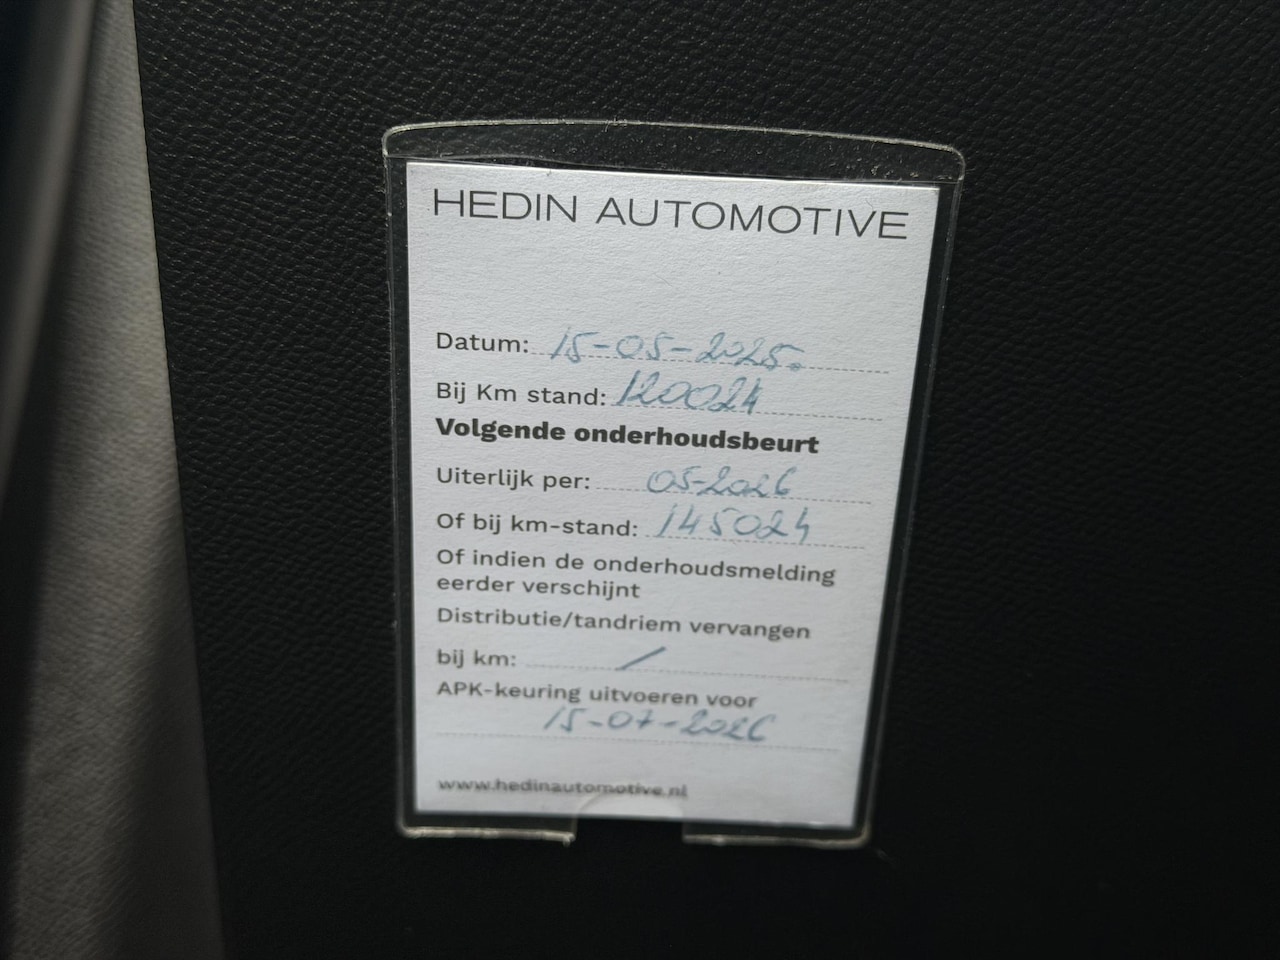 HEDIN AUTOMOTIVE
Datum: 15-05-2025.
Bij Km stand: 120024
Volgende onderhoudsbeurt
Uiterlijk per: 05-2026
Of bij km-stand: 145024
Of indien de onderhoudsmelding
eerder verschijnt
Distributie/tandriem vervangen
bij km: /
APK-keuring uitvoeren voor
15-07-2026
www.hedinautomotive.nl